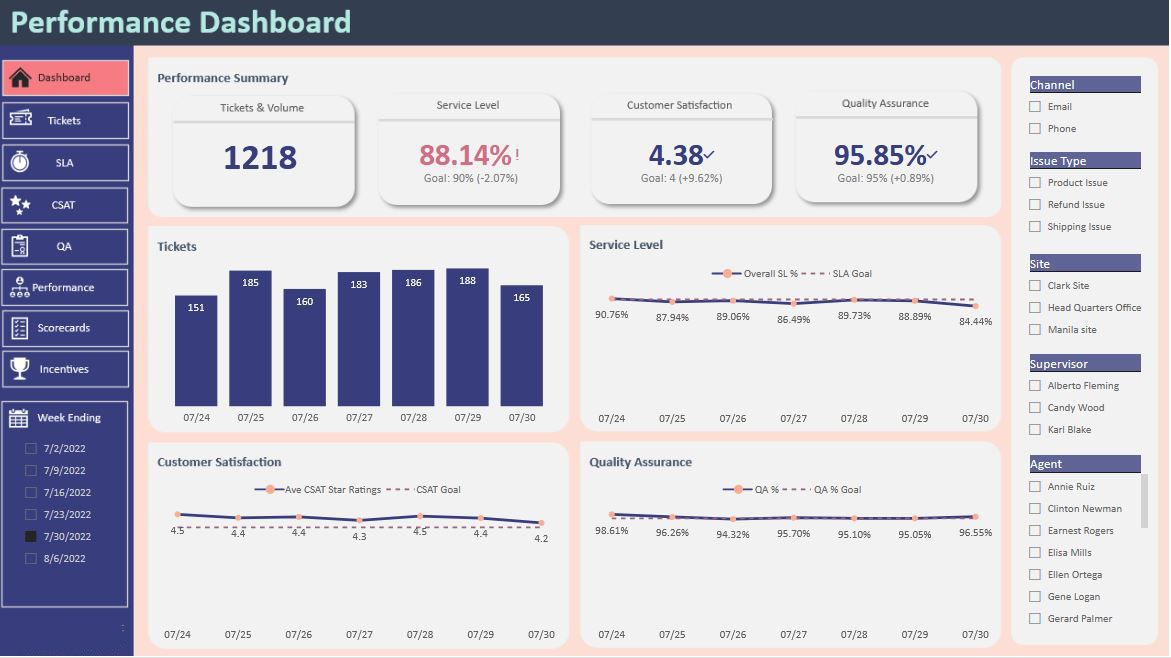 Performance Dashboard
Dashboard
Tickets
SLA
CSAT
QA
Performance
Scorecards
Incentives
Week Ending
7/2/2022
7/9/2022
7/16/2022
7/23/2022
7/30/2022
8/6/2022
Performance Summary
Tickets & Volume
1218
Service Level
88.14%!
Goal: 90% (-2.07%)
Customer Satisfaction
4.38✓
Goal: 4 (+9.62%)
Quality Assurance
95.85%✓
Goal: 95% (+0.89%)
Tickets
151 185 160 183 186 188 165
07/24 07/25 07/26 07/27 07/28 07/29 07/30
Service Level
Overall SL % SLA Goal
90.76% 87.94% 89.06% 86.49% 89.73% 88.89% 84.44%
07/24 07/25 07/26 07/27 07/28 07/29 07/30
Customer Satisfaction
Ave CSAT Star Ratings CSAT Goal
4.5 4.4 4.4 4.3 4.5 4.4 4.2
07/24 07/25 07/26 07/27 07/28 07/29 07/30
Quality Assurance
QA % QA % Goal
98.61% 96.26% 94.32% 95.70% 95.10% 95.05% 96.55%
07/24 07/25 07/26 07/27 07/28 07/29 07/30
Channel
Email
Phone
Issue Type
Product Issue
Refund Issue
Shipping Issue
Site
Clark Site
Head Quarters Office
Manila site
Supervisor
Alberto Fleming
Candy Wood
Karl Blake
Agent
Annie Ruiz
Clinton Newman
Earnest Rogers
Elisa Mills
Ellen Ortega
Gene Logan
Gerard Palmer